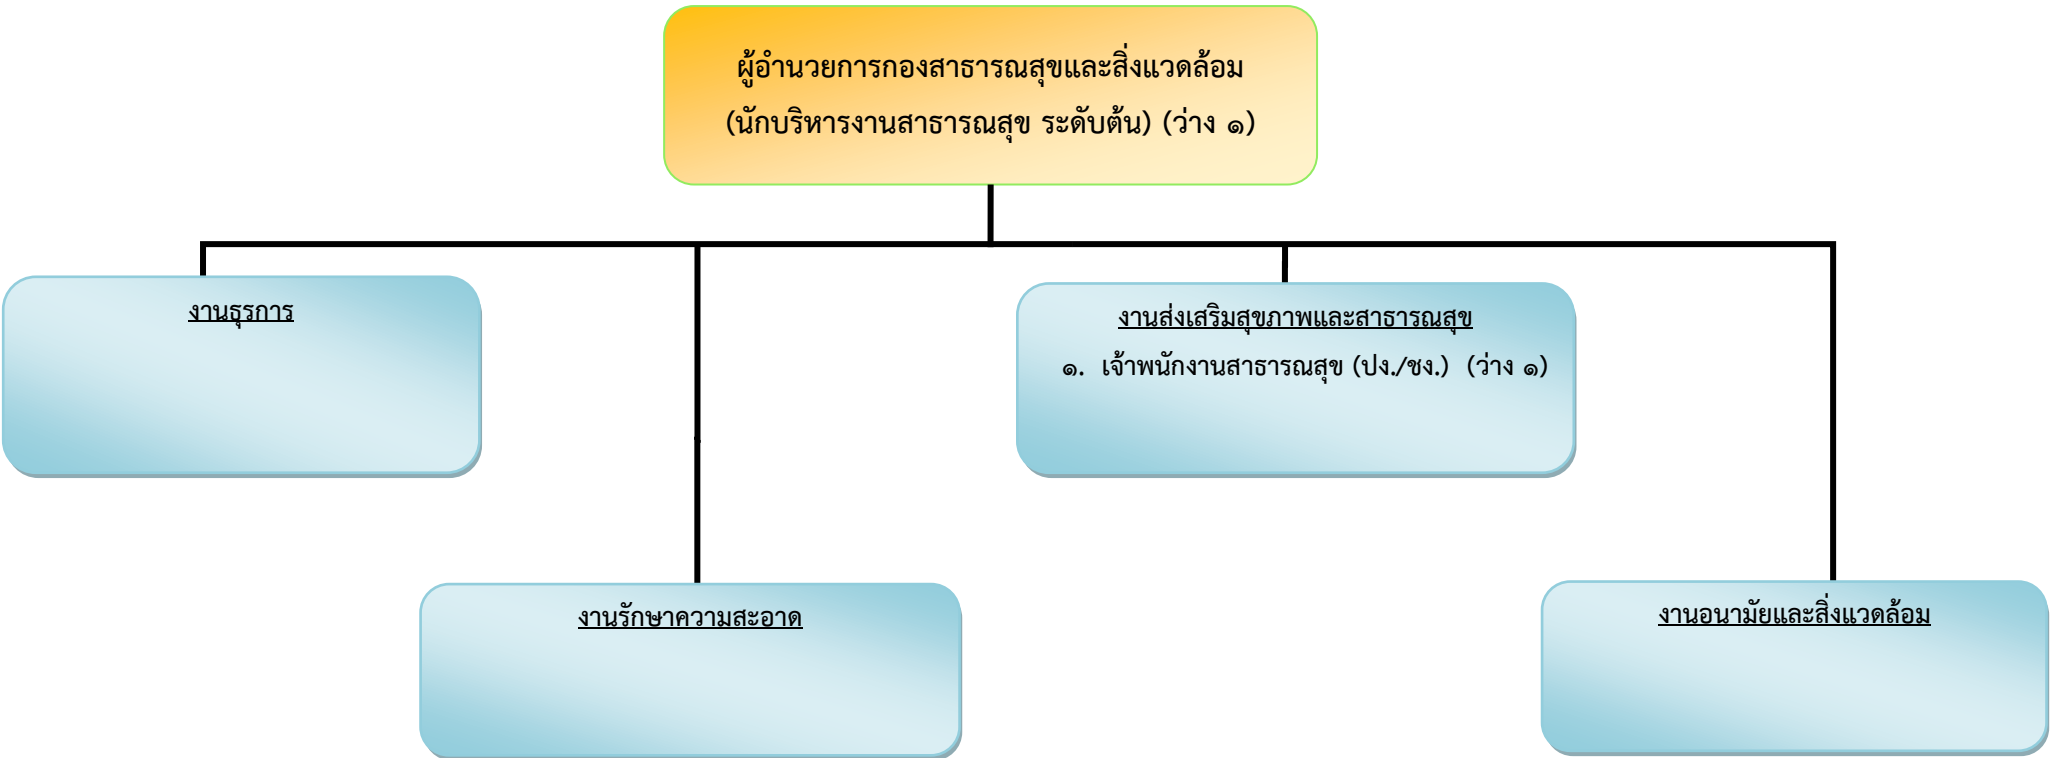 ผู้อำนวยการกองสาธารณสุขและสิ่งแวดล้อม
(นักบริหารงานสาธารณสุข ระดับต้น) (ว่าง ๑)
งานธุรการ
งานส่งเสริมสุขภาพและสาธารณสุข
๑. เจ้าพนักงานสาธารณสุข (ปง./ชง.) (ว่าง ๑)
งานรักษาความสะอาด
งานอนามัยและสิ่งแวดล้อม